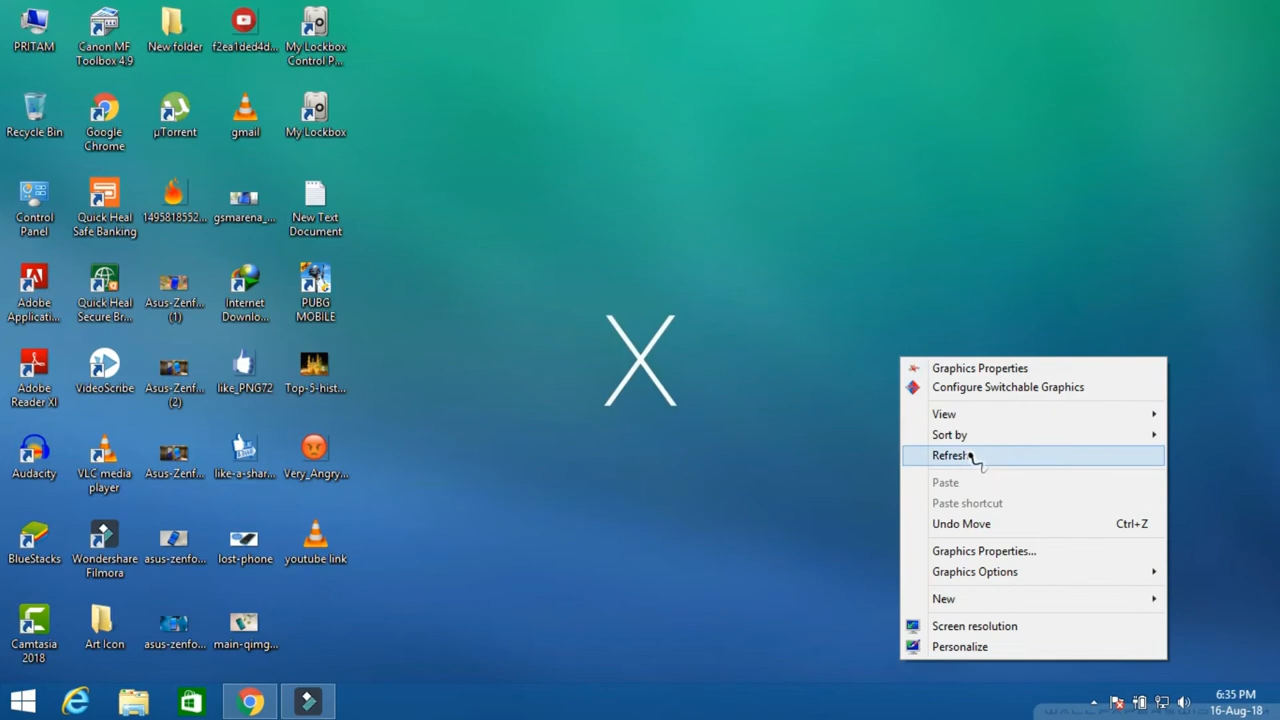 PRITAM
Canon MF
Toolbox 4.9
New folder
f2ea1ded4d...
My Lockbox
Control P...
Recycle Bin
Google
Chrome
µTorrent
gmail
My Lockbox
Control
Panel
Quick Heal
Safe Banking
1495818552...
gsmarena_...
New Text
Document
Adobe
Applicati...
Quick Heal
Secure Br...
Asus-Zenf...
(1)
Internet
Downlo...
PUBG
MOBILE
Adobe
Reader XI
VideoScribe
Asus-Zenf...
(2)
like_PNG72
Top-5-hist...
Audacity
VLC media
player
Asus-Zenf...
like-a-shar...
Very_Angry...
BlueStacks
Wondershare
Filmora
asus-zenfo...
lost-phone
youtube link
Camtasia
2018
Art Icon
asus-zenfo...
main-qimg...
X
Graphics Properties
Configure Switchable Graphics
View
Sort by
Refresh
Paste
Paste shortcut
Undo Move Ctrl+Z
Graphics Properties...
Graphics Options
New
Screen resolution
Personalize
6:35 PM
16-Aug-18